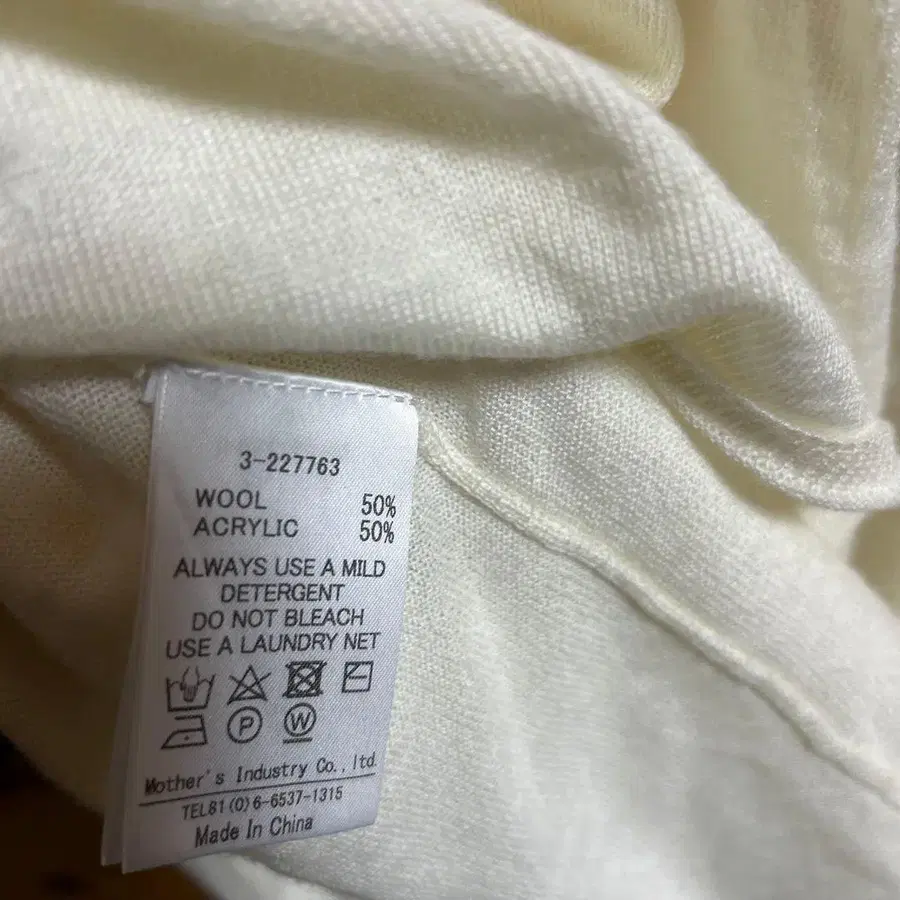 3-227763
WOOL 50%
ACRYLIC 50%
ALWAYS USE A MILD
DETERGENT
DO NOT BLEACH
USE A LAUNDRY NET
P W
Mother's Industry Co., ltd.
TEL81(0)6-6537-1315
Made In China